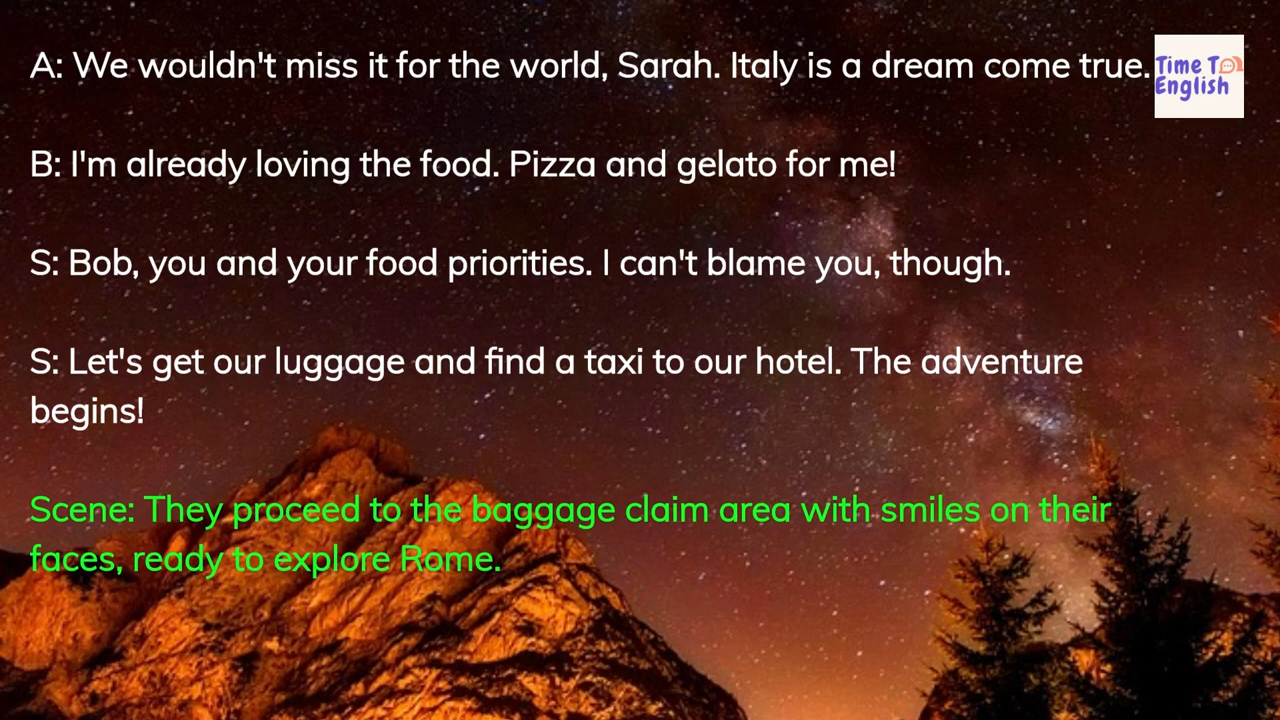 A: We wouldn't miss it for the world, Sarah. Italy is a dream come true.
Time To
English
B: I'm already loving the food. Pizza and gelato for me!
S: Bob, you and your food priorities. I can't blame you, though.
S: Let's get our luggage and find a taxi to our hotel. The adventure
begins!
Scene: They proceed to the baggage claim area with smiles on their
faces, ready to explore Rome.